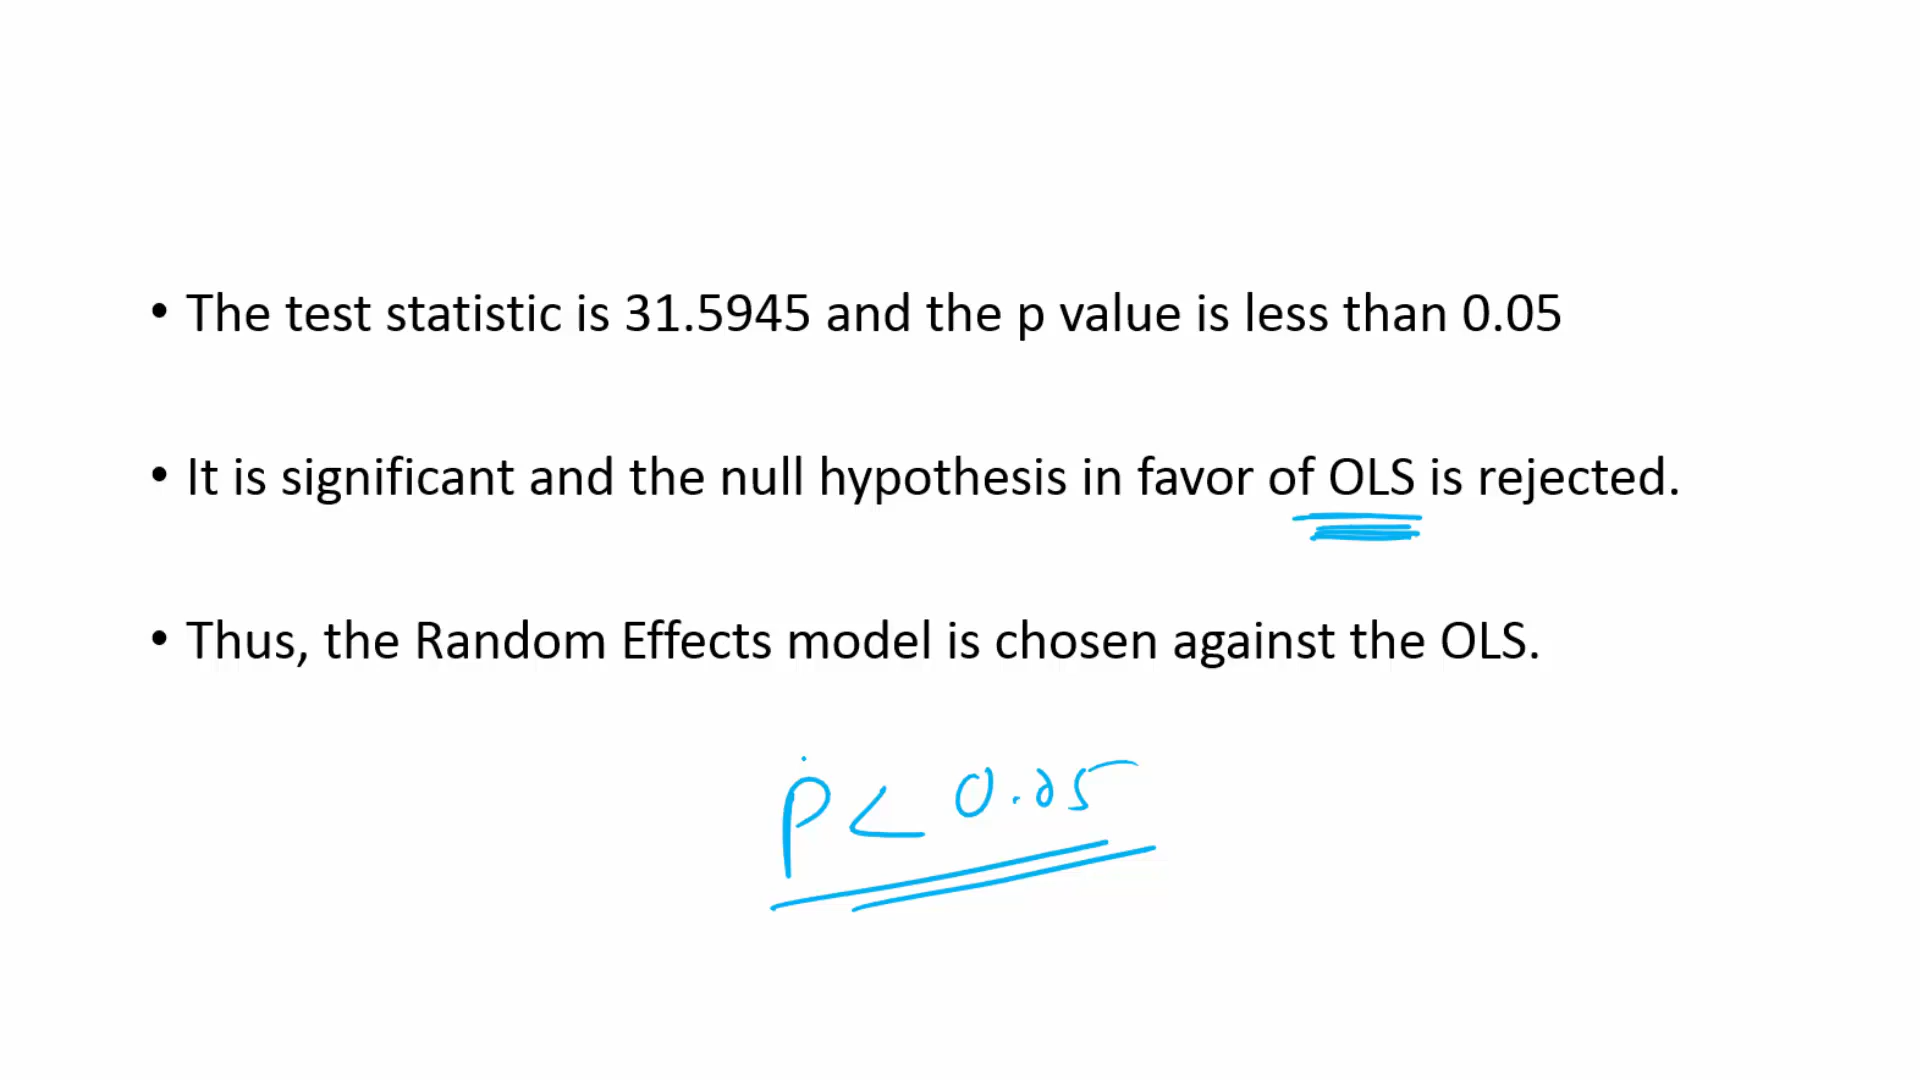 • The test statistic is 31.5945 and the p value is less than 0.05
• It is significant and the null hypothesis in favor of OLS is rejected.
• Thus, the Random Effects model is chosen against the OLS.
p < 0.05